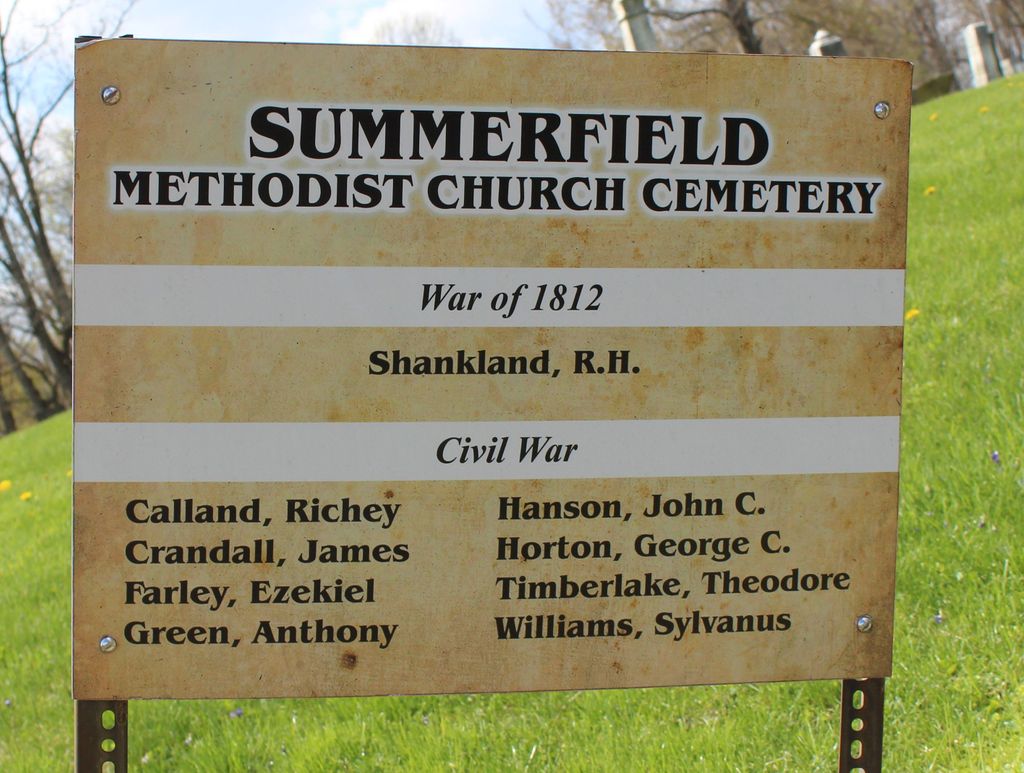 SUMMERFIELD
METHODIST CHURCH CEMETERY
War of 1812
Shankland, R.H.
Civil War
Calland, Richey
Crandall, James
Farley, Ezekiel
Green, Anthony
Hanson, John C.
Horton, George C.
Timberlake, Theodore
Williams, Sylvanus